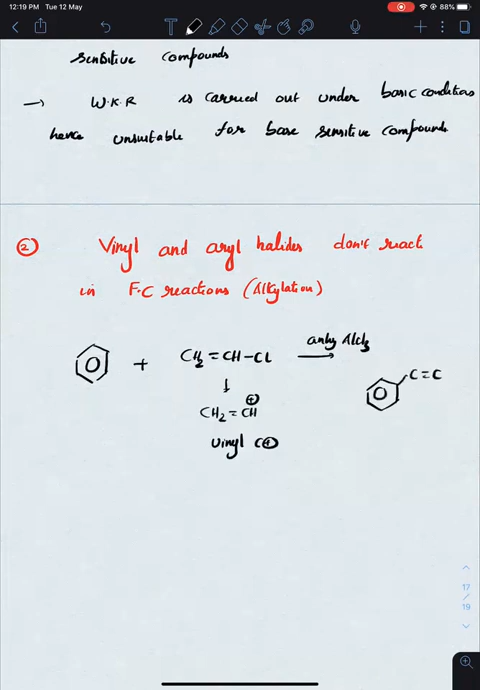 12:19 PM Tue 12 May
88%
sensitive compounds
→ W.K.R is carried out under basic conditions
hence unsuitable for base sensitive compounds
② Vinyl and aryl halides don't react
in F.C reactions (Alkylation)
+ CH₂=CH–Cl anhy AlCl₃ →
C=C
↓
CH₂=CH⊕
vinyl C⊕
17
/
19